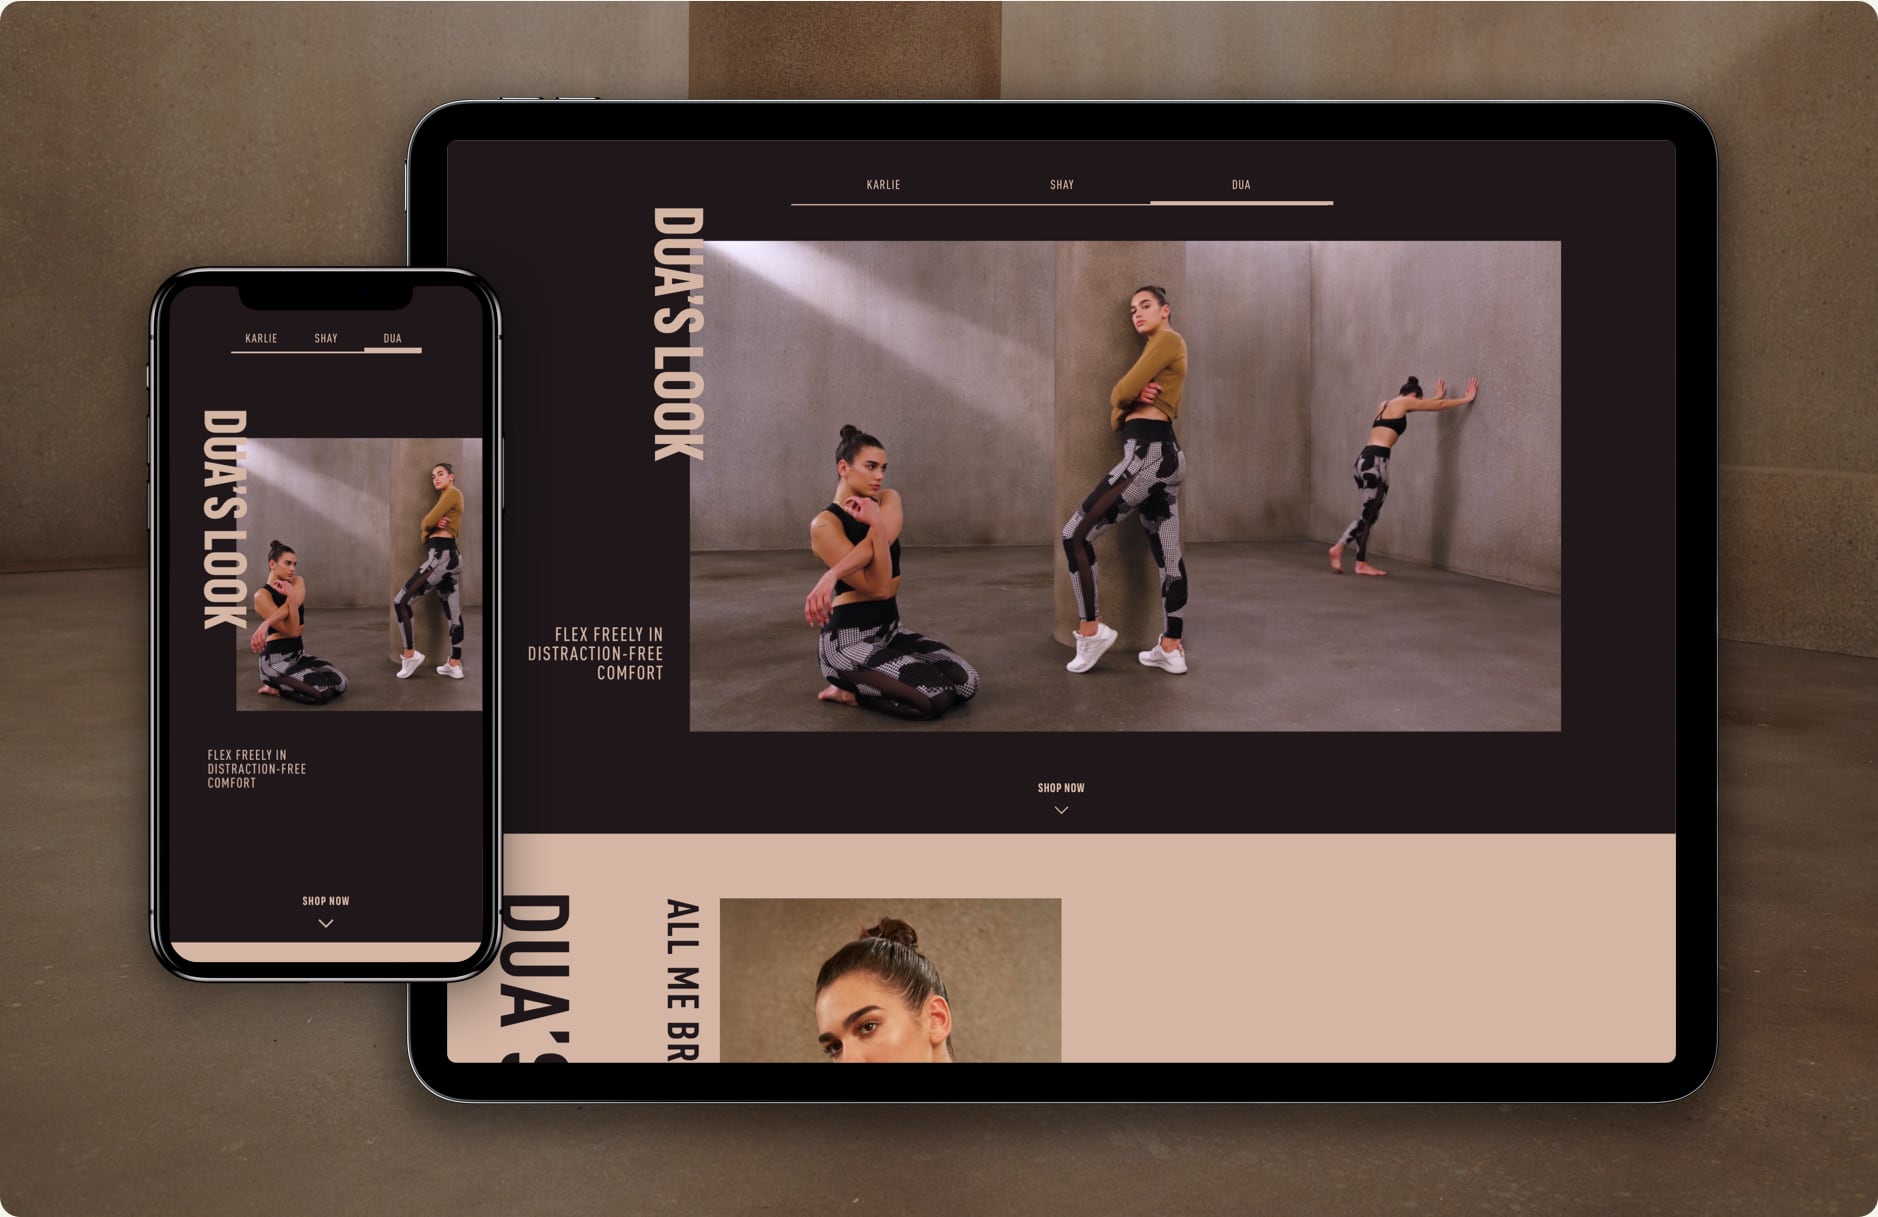 KARLIE SHAY DUA
DUA'S LOOK
FLEX FREELY IN
DISTRACTION-FREE
COMFORT
SHOP NOW
KARLIE SHAY DUA
DUA'S LOOK
FLEX FREELY IN
DISTRACTION-FREE
COMFORT
SHOP NOW
DUA'S
ALL ME BR